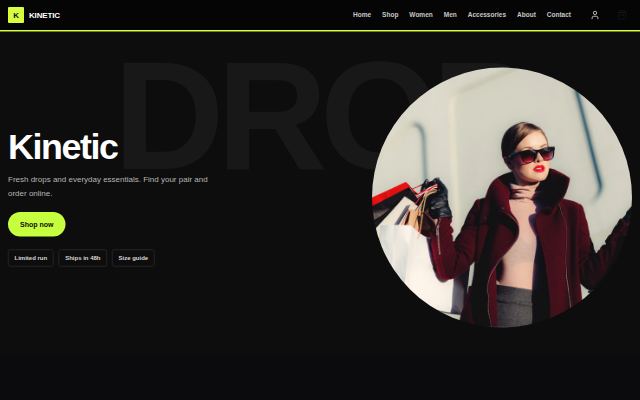 K KINETIC
Home Shop Women Men Accessories About Contact
DROP
Kinetic
Fresh drops and everyday essentials. Find your pair and
order online.
Shop now
Limited run Ships in 48h Size guide